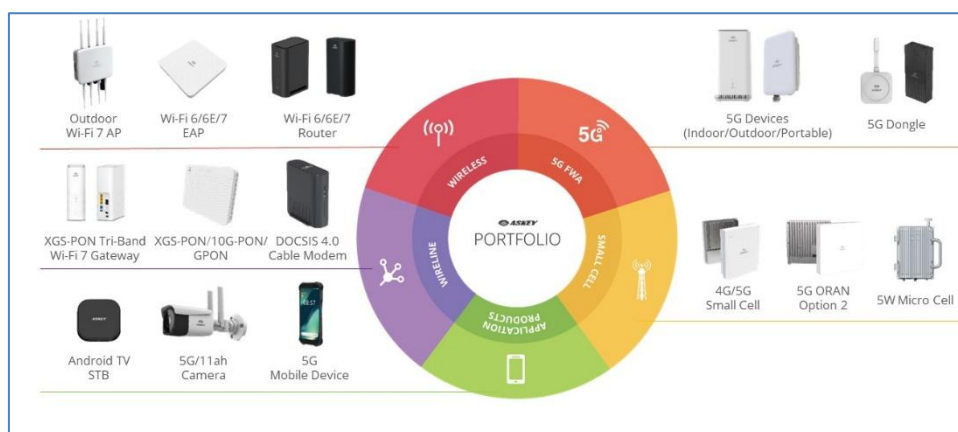 Outdoor
Wi-Fi 7 AP
Wi-Fi 6/6E/7
EAP
Wi-Fi 6/6E/7
Router
5G Devices
(Indoor/Outdoor/Portable)
5G Dongle
XGS-PON Tri-Band
Wi-Fi 7 Gateway
XGS-PON/10G-PON/
GPON
DOCSIS 4.0
Cable Modem
4G/5G
Small Cell
5G ORAN
Option 2
5W Micro Cell
Android TV
STB
5G/11ah
Camera
5G
Mobile Device
WIRELESS
5G
5G FWA
SMALL CELL
APPLICATION
PRODUCTS
WIRELINE
ASKEY
PORTFOLIO
ASKEY